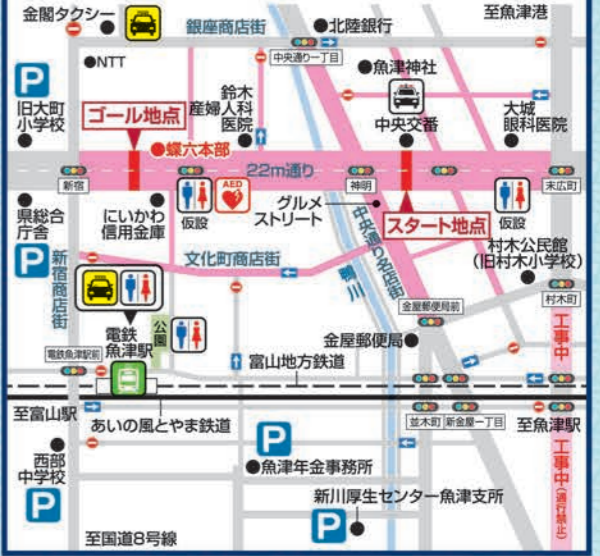 金閣タクシー
銀座商店街
北陸銀行
至魚津港
NTT
中央通り一丁目
魚津神社
P
旧大町
小学校
ゴール地点
鈴木
産婦人科
医院
中央交番
大城
眼科医院
蝶六本部
22m通り
新宿
神明
末広町
AED
仮設
グルメ
ストリート
スタート地点
仮設
県総合
庁舎
にいかわ
信用金庫
P
新宿商店街
文化町商店街
鴨川
中央通り名店街
村木公民館
(旧村木小学校)
村木町
金屋郵便局前
電鉄
魚津駅
公園
金屋郵便局
工事中
電鉄魚津駅前
富山地方鉄道
至富山駅
あいの風とやま鉄道
並木町
新金屋一丁目
至魚津駅
西部
中学校
P
P
魚津年金事務所
工事中(通行禁止)
新川厚生センター魚津支所
P
至国道8号線